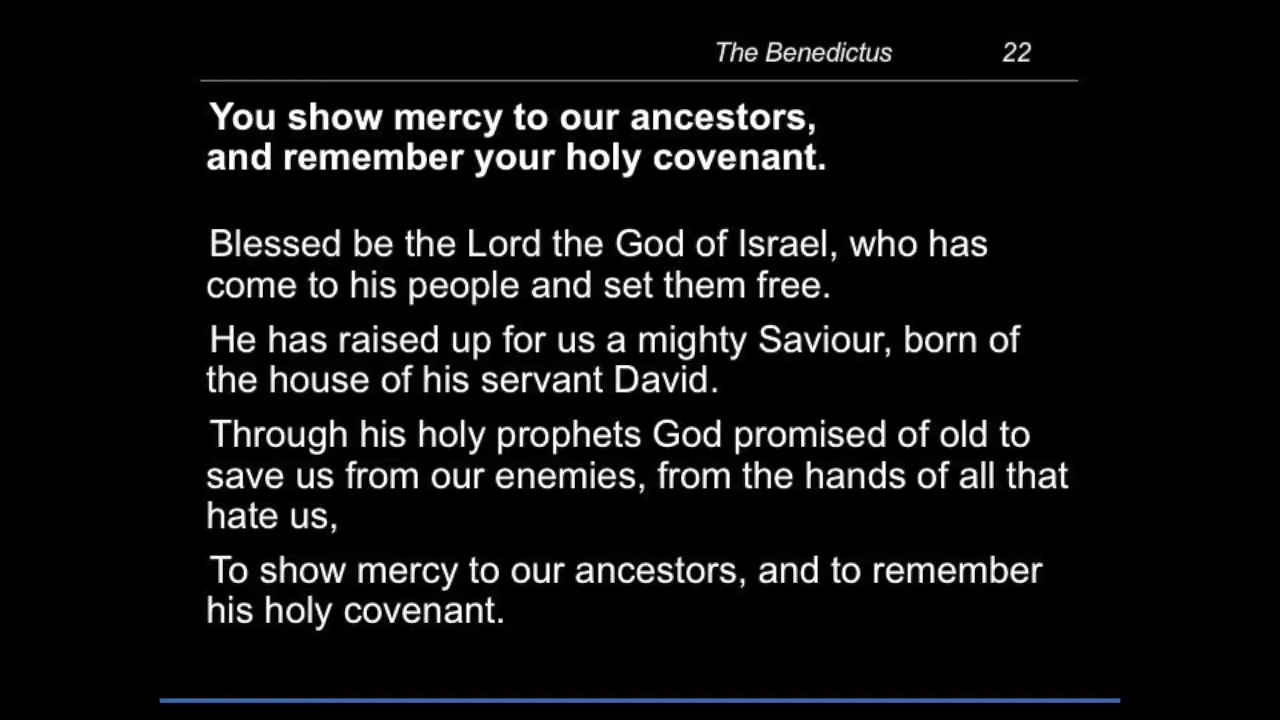 The Benedictus 22
You show mercy to our ancestors,
and remember your holy covenant.
Blessed be the Lord the God of Israel, who has
come to his people and set them free.
He has raised up for us a mighty Saviour, born of
the house of his servant David.
Through his holy prophets God promised of old to
save us from our enemies, from the hands of all that
hate us,
To show mercy to our ancestors, and to remember
his holy covenant.